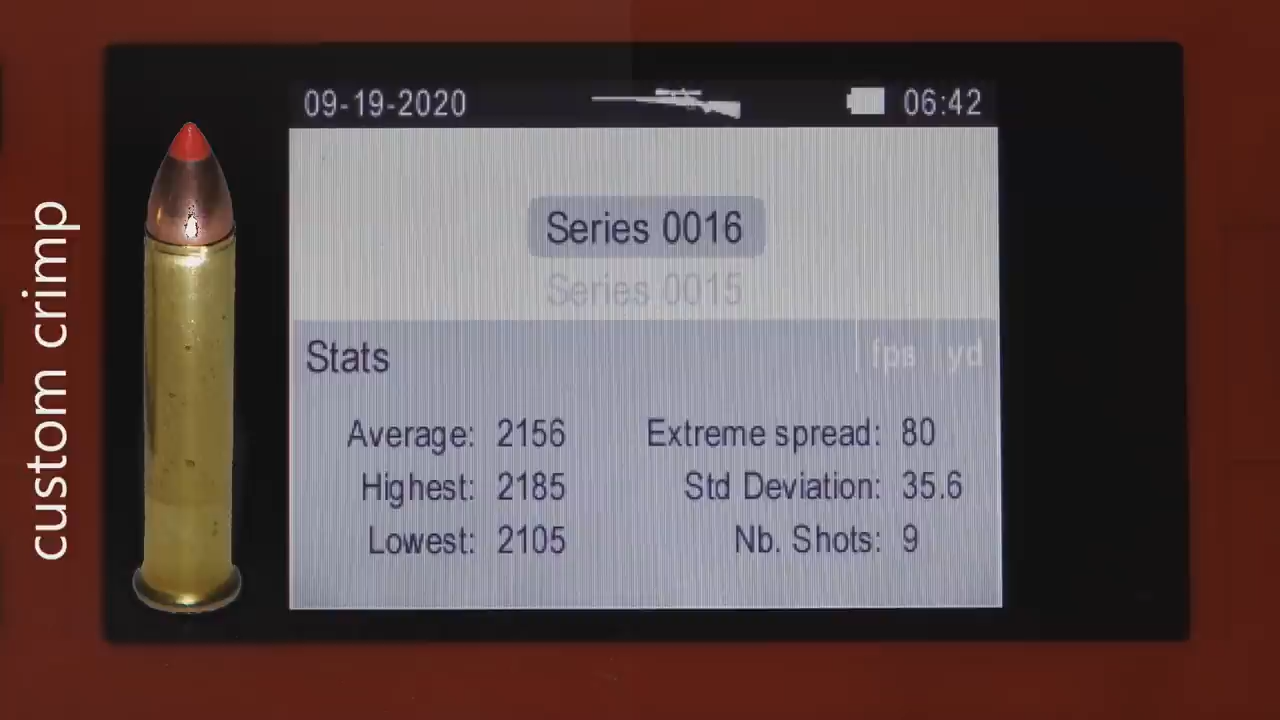 custom crimp
09-19-2020 06:42
Series 0016
Series 0015
Stats fps yd
Average: 2156 Extreme spread: 80
Highest: 2185 Std Deviation: 35.6
Lowest: 2105 Nb. Shots: 9